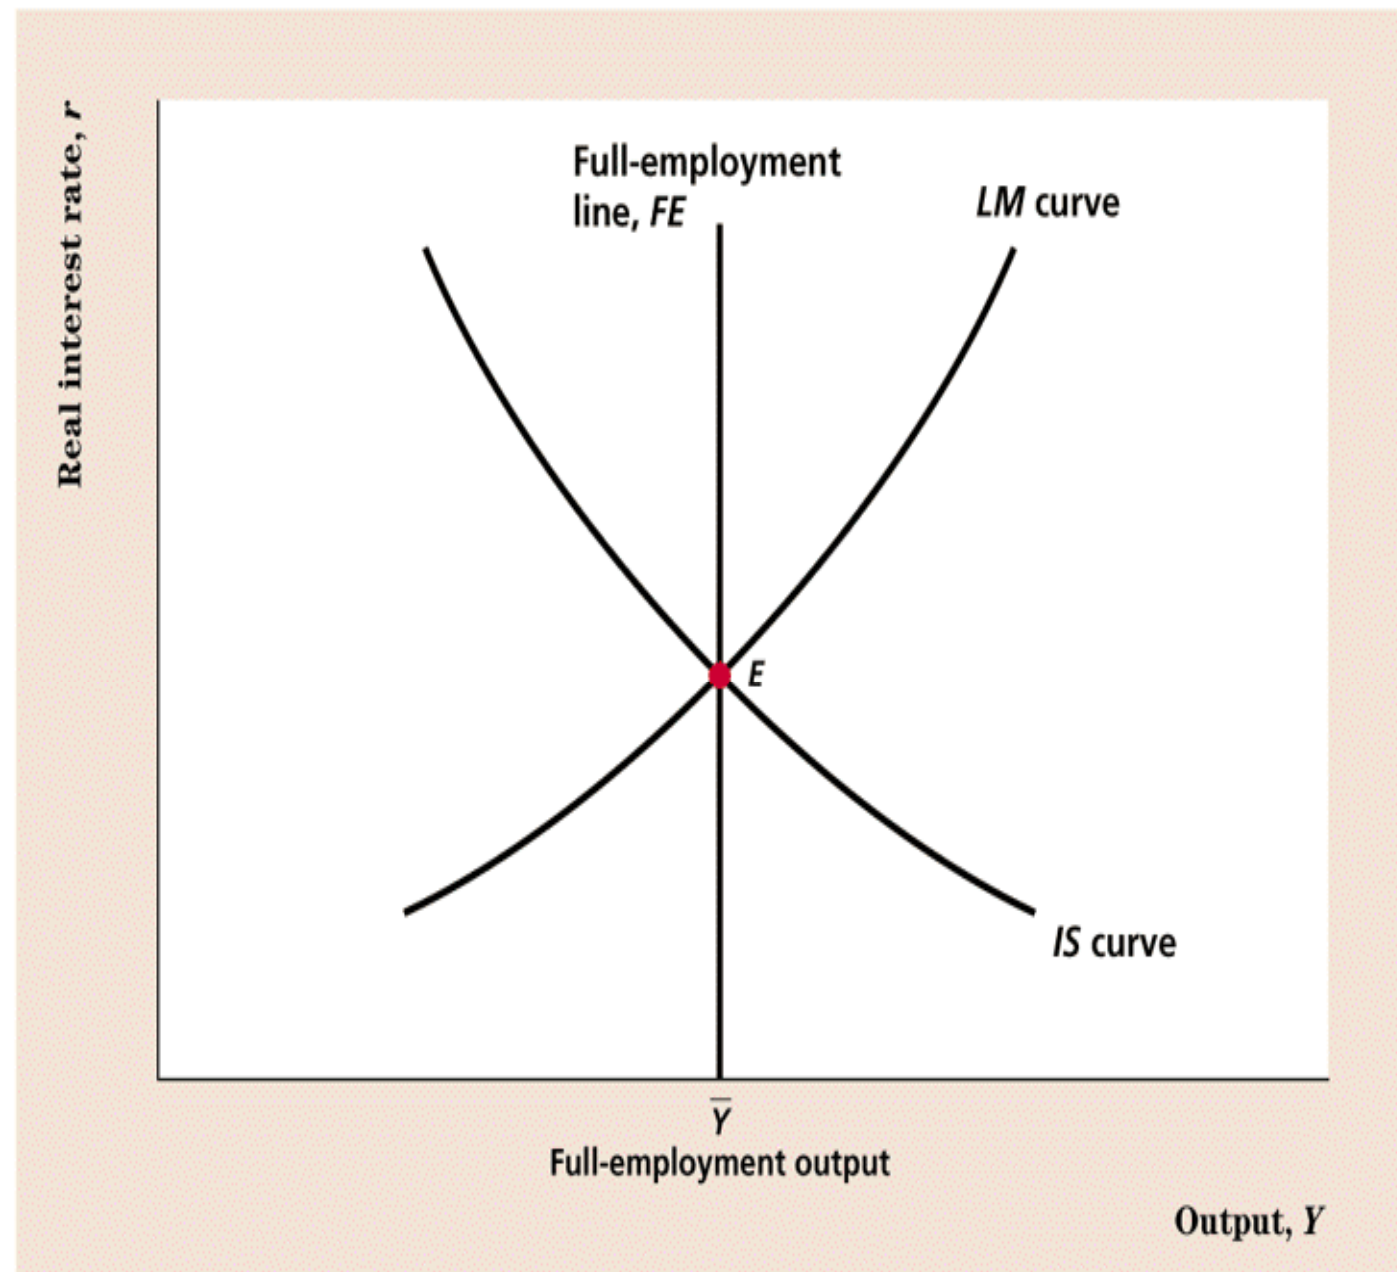 Real interest rate, r
Full-employment
line, FE
LM curve
E
IS curve
Y̅
Full-employment output
Output, Y